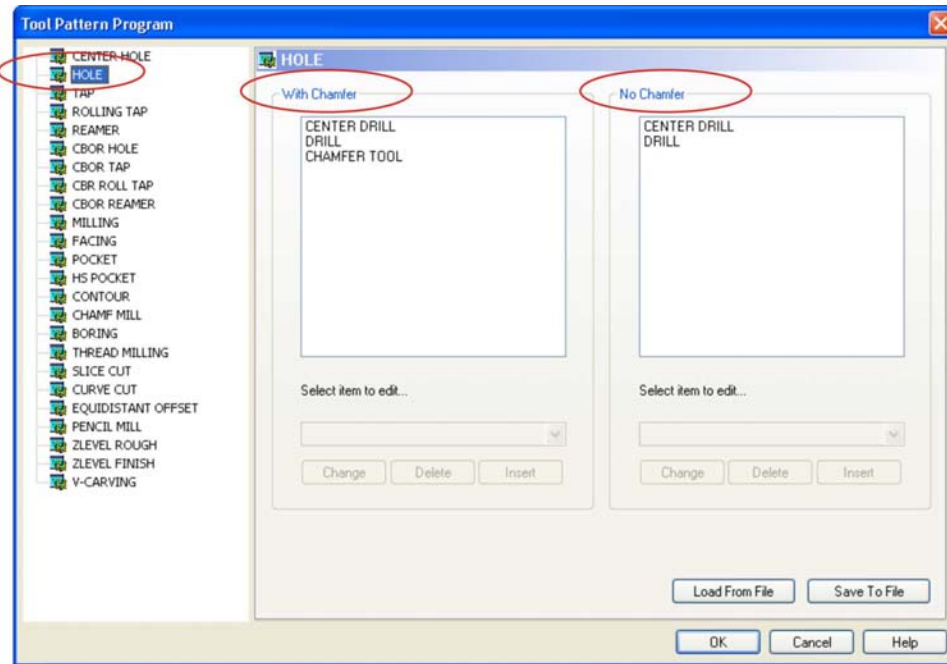 Tool Pattern Program
CENTER HOLE
HOLE
TAP
ROLLING TAP
REAMER
CBOR HOLE
CBOR TAP
CBR ROLL TAP
CBOR REAMER
MILLING
FACING
POCKET
HS POCKET
CONTOUR
CHAMF MILL
BORING
THREAD MILLING
SLICE CUT
CURVE CUT
EQUIDISTANT OFFSET
PENCIL MILL
ZLEVEL ROUGH
ZLEVEL FINISH
V-CARVING
HOLE
With Chamfer
CENTER DRILL
DRILL
CHAMFER TOOL
Select item to edit...
Change Delete Insert
No Chamfer
CENTER DRILL
DRILL
Select item to edit...
Change Delete Insert
Load From File Save To File
OK Cancel Help